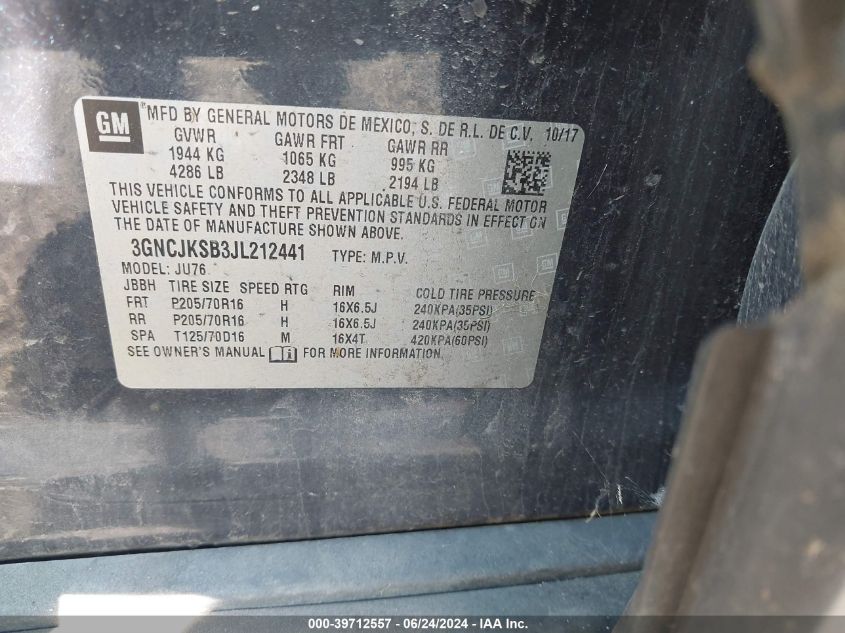 GM
®MFD BY GENERAL MOTORS DE MEXICO, S. DE R.L. DE C.V. 10/17
GVWR GAWR FRT GAWR RR
1944 KG 1065 KG 995 KG
4286 LB 2348 LB 2194 LB
THIS VEHICLE CONFORMS TO ALL APPLICABLE U.S. FEDERAL MOTOR
VEHICLE SAFETY AND THEFT PREVENTION STANDARDS IN EFFECT ON
THE DATE OF MANUFACTURE SHOWN ABOVE.
3GNCJKSB3JL212441 TYPE: M.P.V.
MODEL: JU76
JBBH TIRE SIZE SPEED RTG RIM COLD TIRE PRESSURE
FRT P205/70R16 H 16X6.5J 240KPA(35PSI)
RR P205/70R16 H 16X6.5J 240KPA(35PSI)
SPA T125/70D16 M 16X4T 420KPA(60PSI)
SEE OWNER'S MANUAL FOR MORE INFORMATION.
000-39712557 - 06/24/2024 - IAA Inc.